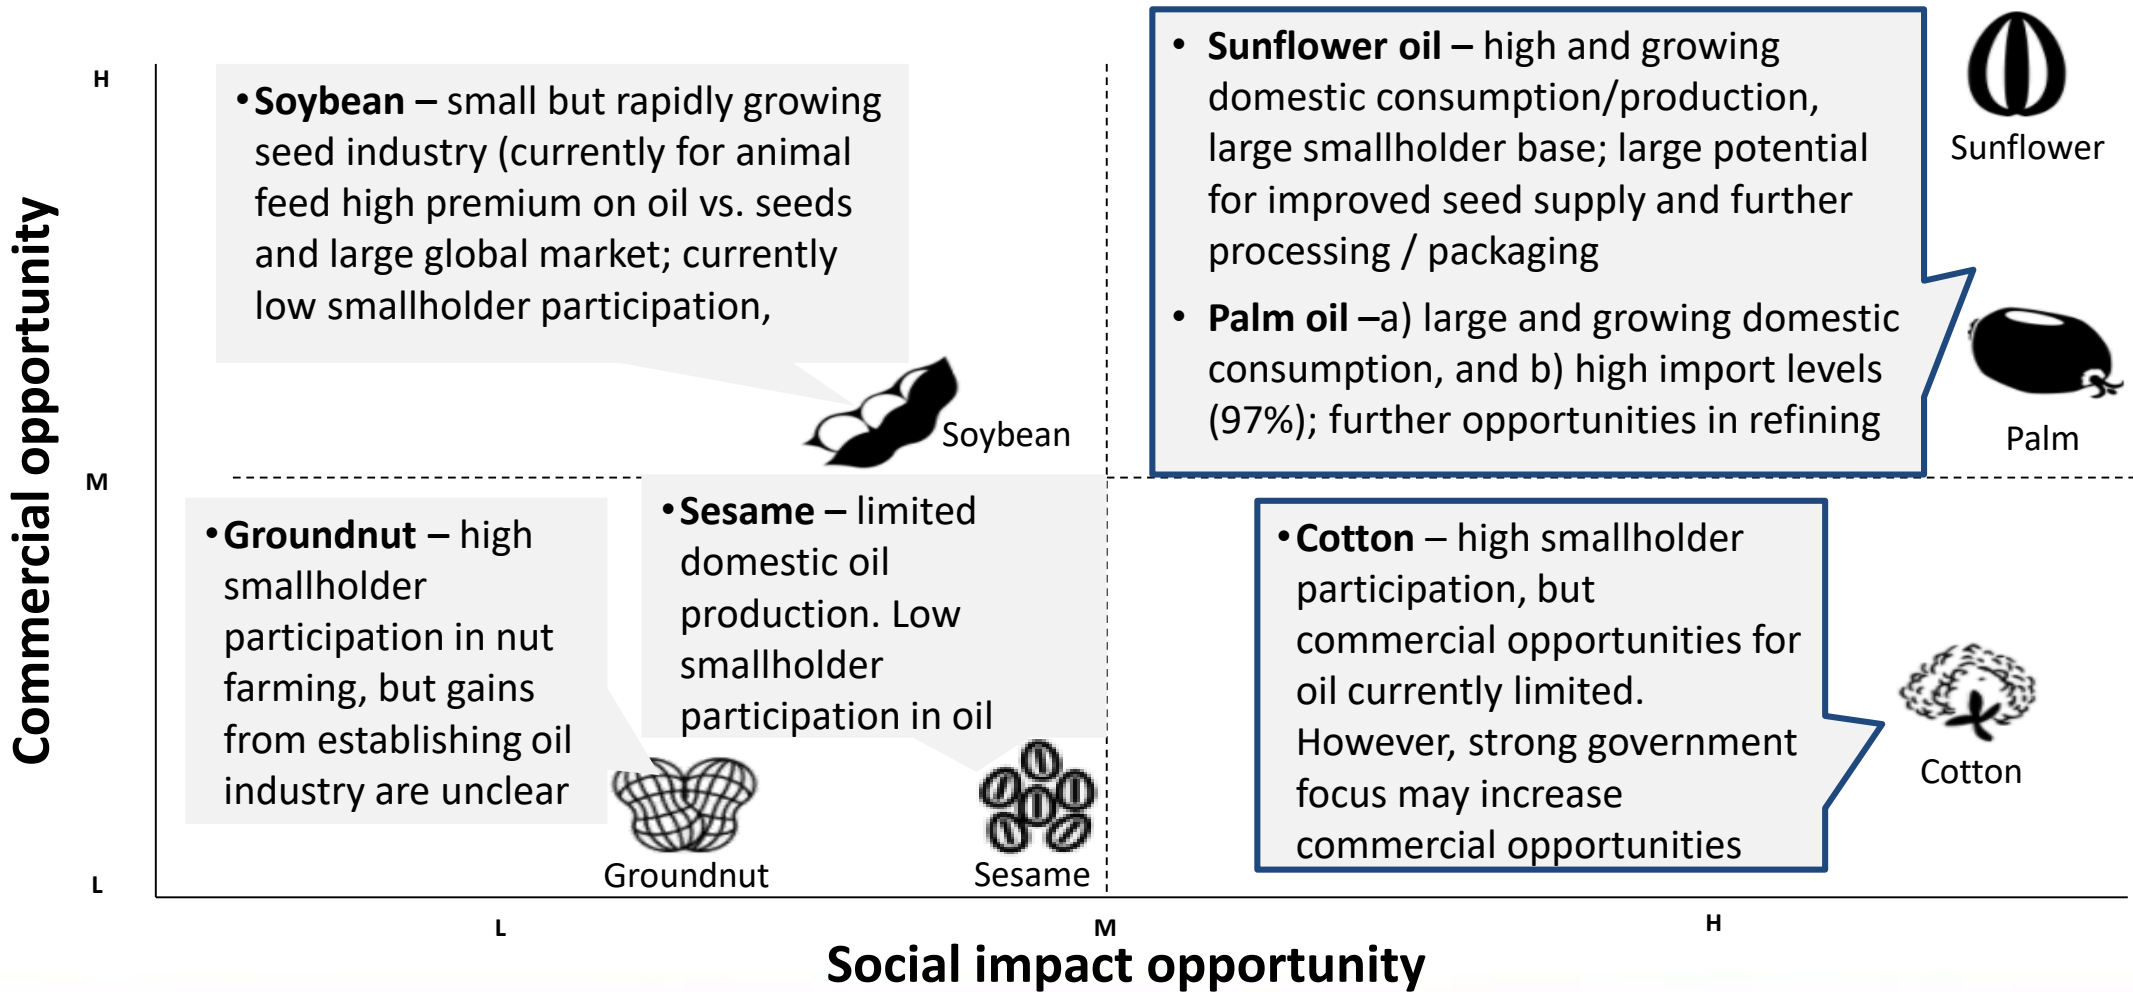 • Soybean – small but rapidly growing
seed industry (currently for animal
feed high premium on oil vs. seeds
and large global market; currently
low smallholder participation,
Soybean
• Sunflower oil – high and growing
domestic consumption/production,
large smallholder base; large potential
for improved seed supply and further
processing / packaging
• Palm oil –a) large and growing domestic
consumption, and b) high import levels
(97%); further opportunities in refining
Sunflower
Palm
• Groundnut – high
smallholder
participation in nut
farming, but gains
from establishing oil
industry are unclear
Groundnut
• Sesame – limited
domestic oil
production. Low
smallholder
participation in oil
Sesame
• Cotton – high smallholder
participation, but
commercial opportunities for
oil currently limited.
However, strong government
focus may increase
commercial opportunities
Cotton
Commercial opportunity
H
M
L
L
M
H
Social impact opportunity